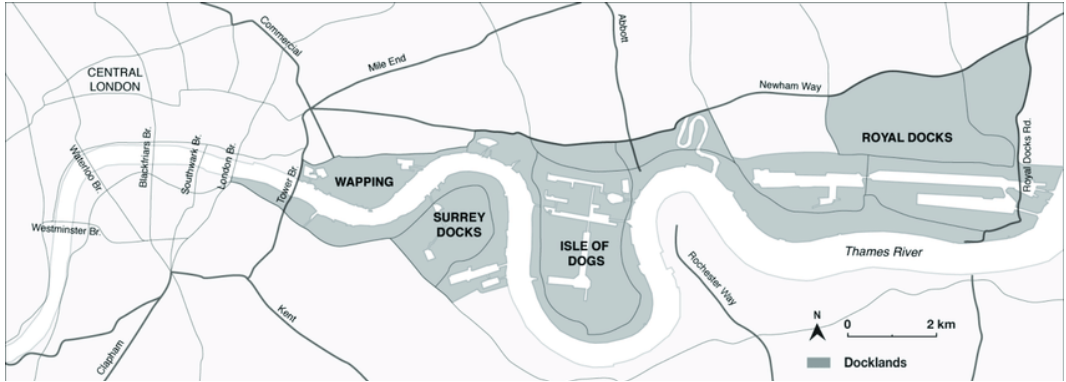 Commercial
Abbott
Mile End
CENTRAL
LONDON
Newham Way
Waterloo Br.
Blackfriars Br.
Southwark Br.
London Br.
Tower Br.
ROYAL DOCKS
Royal Docks Rd.
WAPPING
SURREY
DOCKS
Westminster Br.
ISLE OF
DOGS
Thames River
Rochester Way
Kent
Clapham
N
0
2 km
Docklands